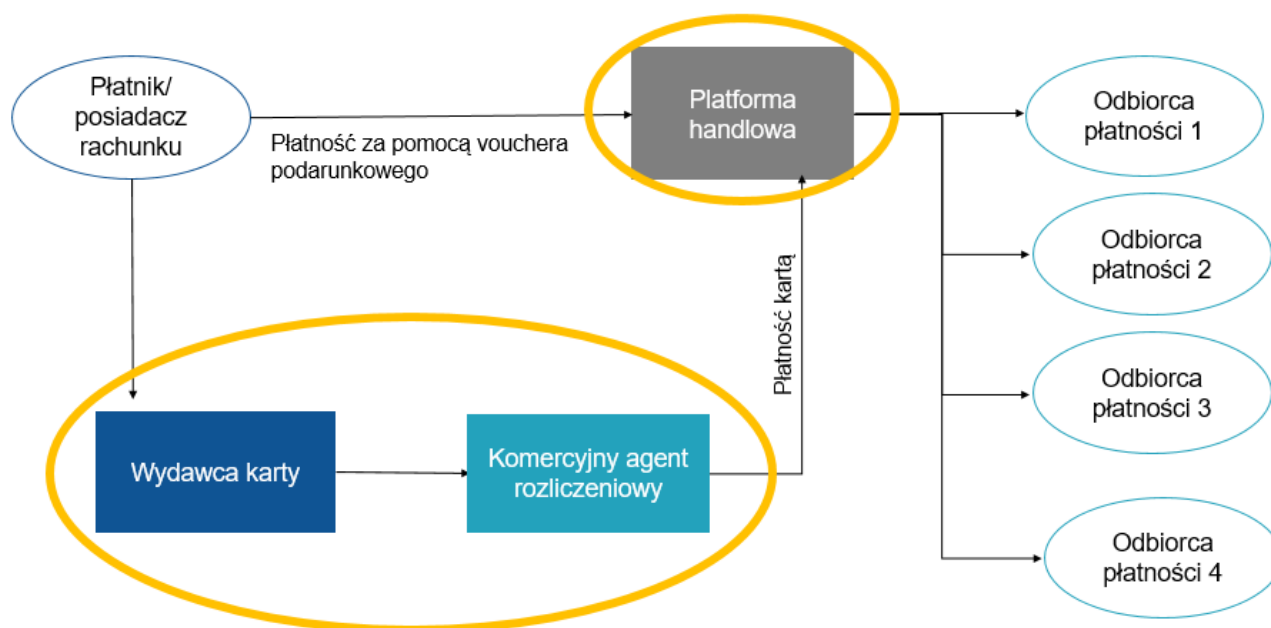 Płatnik/
posiadacz
rachunku
Płatność za pomocą vouchera
podarunkowego
Platforma
handlowa
Odbiorca
płatności 1
Odbiorca
płatności 2
Płatność kartą
Odbiorca
płatności 3
Wydawca karty
Komercyjny agent
rozliczeniowy
Odbiorca
płatności 4